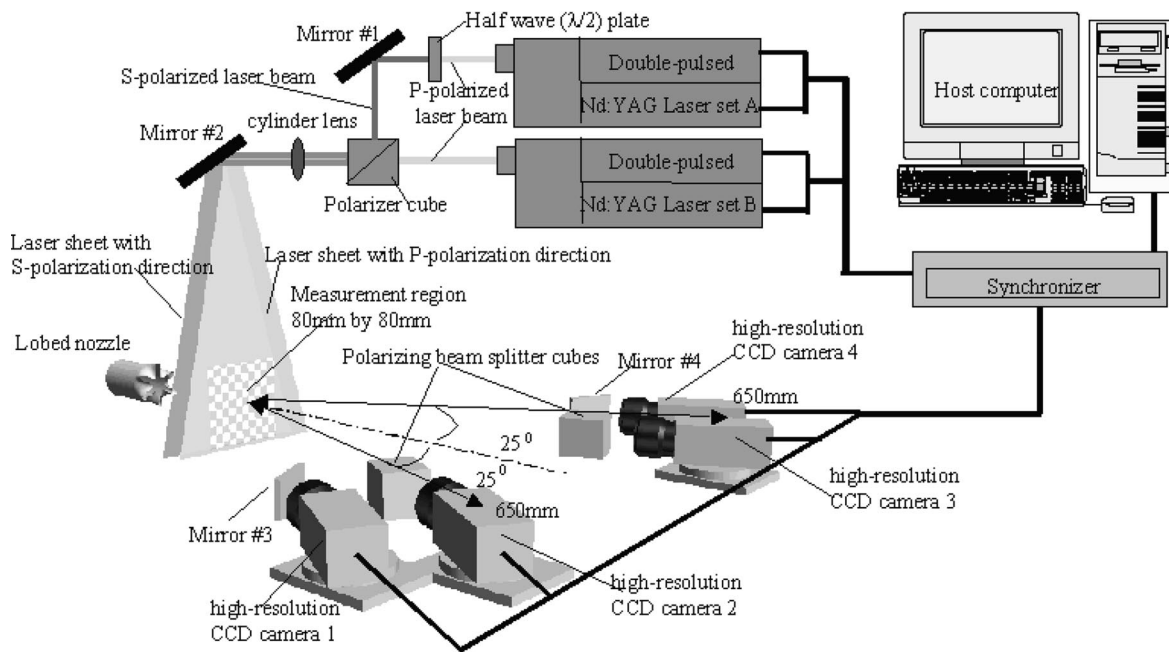 Half wave (λ/2) plate
Mirror #1
S-polarized laser beam
P-polarized
laser beam
Double-pulsed
Nd:YAG Laser set A
Host computer
cylinder lens
Mirror #2
Double-pulsed
Nd:YAG Laser set B
Polarizer cube
Laser sheet with
S-polarization direction
Laser sheet with P-polarization direction
Measurement region
80mm by 80mm
Synchronizer
Lobed nozzle
Polarizing beam splitter cubes
Mirror #4
high-resolution
CCD camera 4
650mm
25⁰
25⁰
650mm
high-resolution
CCD camera 3
Mirror #3
high-resolution
CCD camera 1
high-resolution
CCD camera 2